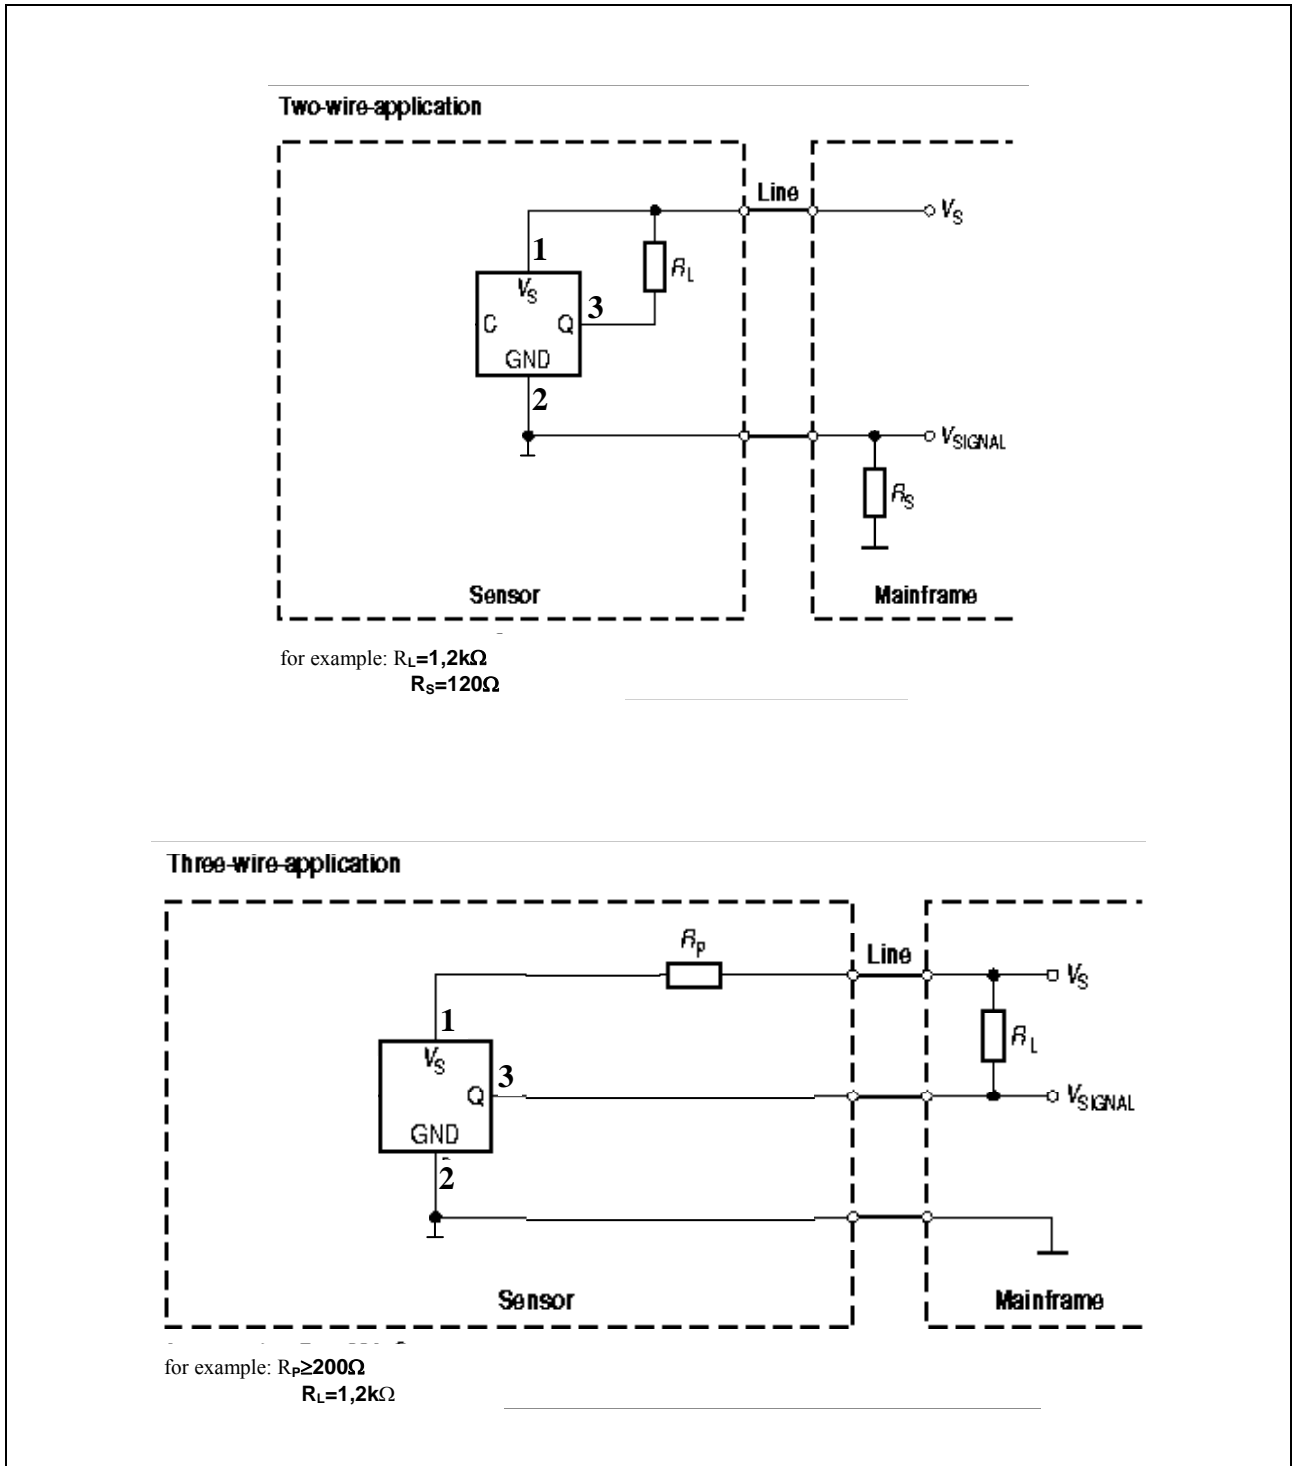 Two-wire-application
Line
V_S
1
R_L
V_S
3
C Q
GND
2
V_SIGNAL
R_S
Sensor Mainframe
for example: R_L=1,2kΩ
R_S=120Ω
Three-wire-application
R_p
Line
V_S
1
R_L
V_S
3
Q
V_SIGNAL
GND
2
Sensor Mainframe
for example: R_P≥200Ω
R_L=1,2kΩ